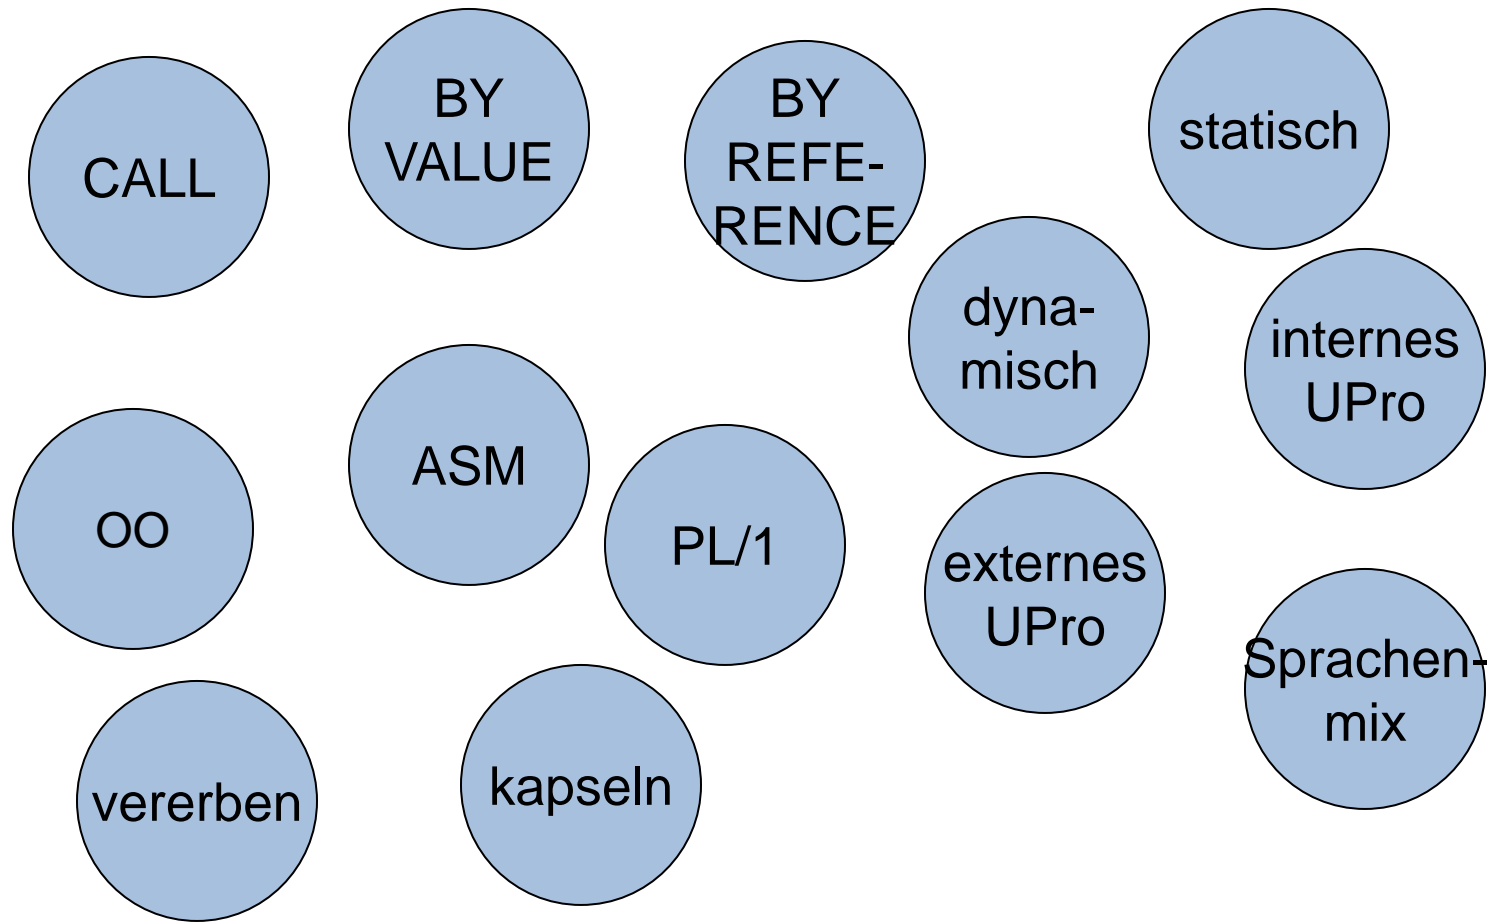 CALL
BY
VALUE
BY
REFE-
RENCE
statisch
dyna-
misch
internes
UPro
OO
ASM
PL/1
externes
UPro
Sprachen-
mix
vererben
kapseln